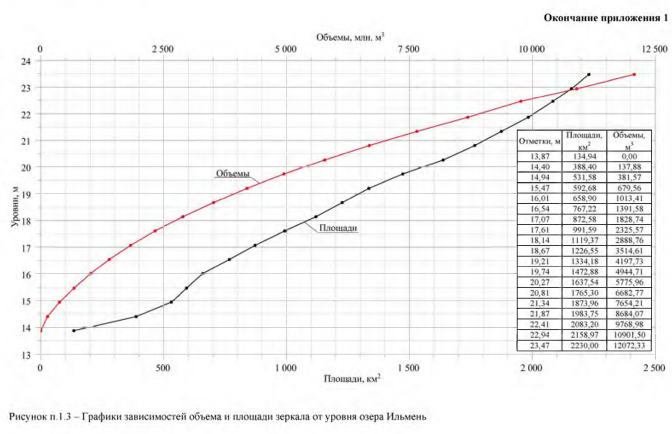 Окончание приложения 1
Объемы, млн. м³
0 2 500 5 000 7 500 10 000 12 500
24
23
22
21
20
19
18
17
16
15
14
13
Уровни, м
Объемы
Площади
Отметки, м Площади, км² Объемы, м³
13,87 134,94 0,00
14,40 388,40 137,88
14,94 531,58 381,57
15,47 592,68 679,56
16,01 658,90 1013,41
16,54 767,22 1391,58
17,07 872,58 1828,74
17,61 991,59 2325,57
18,14 1119,37 2888,76
18,67 1226,55 3514,61
19,21 1334,18 4197,73
19,74 1472,88 4944,71
20,27 1637,54 5775,96
20,81 1765,30 6682,77
21,34 1873,96 7654,21
21,87 1983,75 8684,07
22,41 2083,20 9768,98
22,94 2158,97 10901,50
23,47 2230,00 12072,33
0 500 1 000 1 500 2 000 2 500
Площади, км²
Рисунок п.1.3 – Графики зависимостей объема и площади зеркала от уровня озера Ильмень